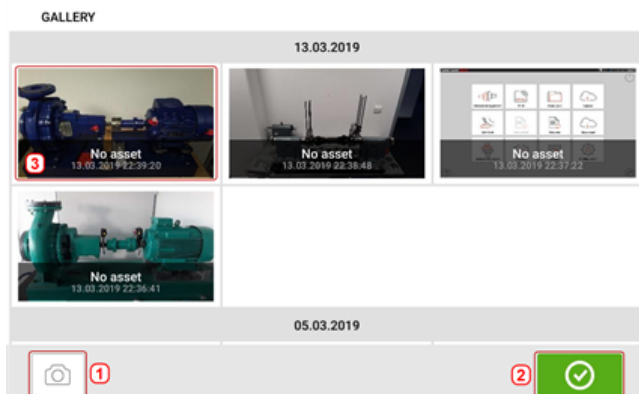 GALLERY
13.03.2019
3
No asset
13.03.2019 22:39:20
No asset
13.03.2019 22:38:48
No asset
13.03.2019 22:37:22
No asset
13.03.2019 22:36:41
05.03.2019
1
2